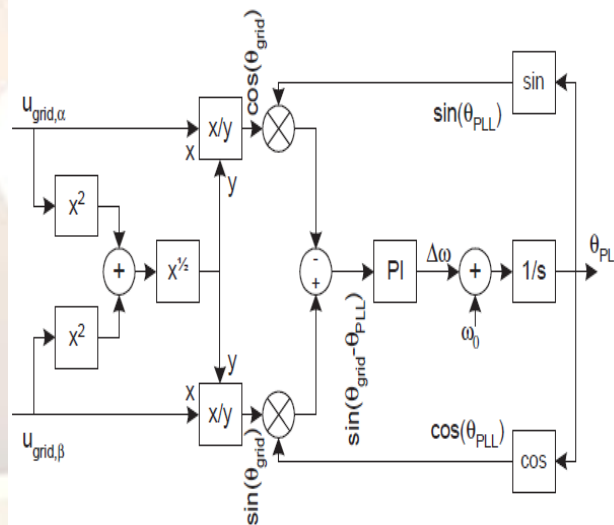 cos(θgrid)
ugrid,α
x/y
x
y
sin
sin(θPLL)
x²
+
x½
-
+
PI
Δω
+
1/s
θPL
ω0
x²
sin(θgrid-θPLL)
y
x
x/y
ugrid,β
sin(θgrid)
cos(θPLL)
cos